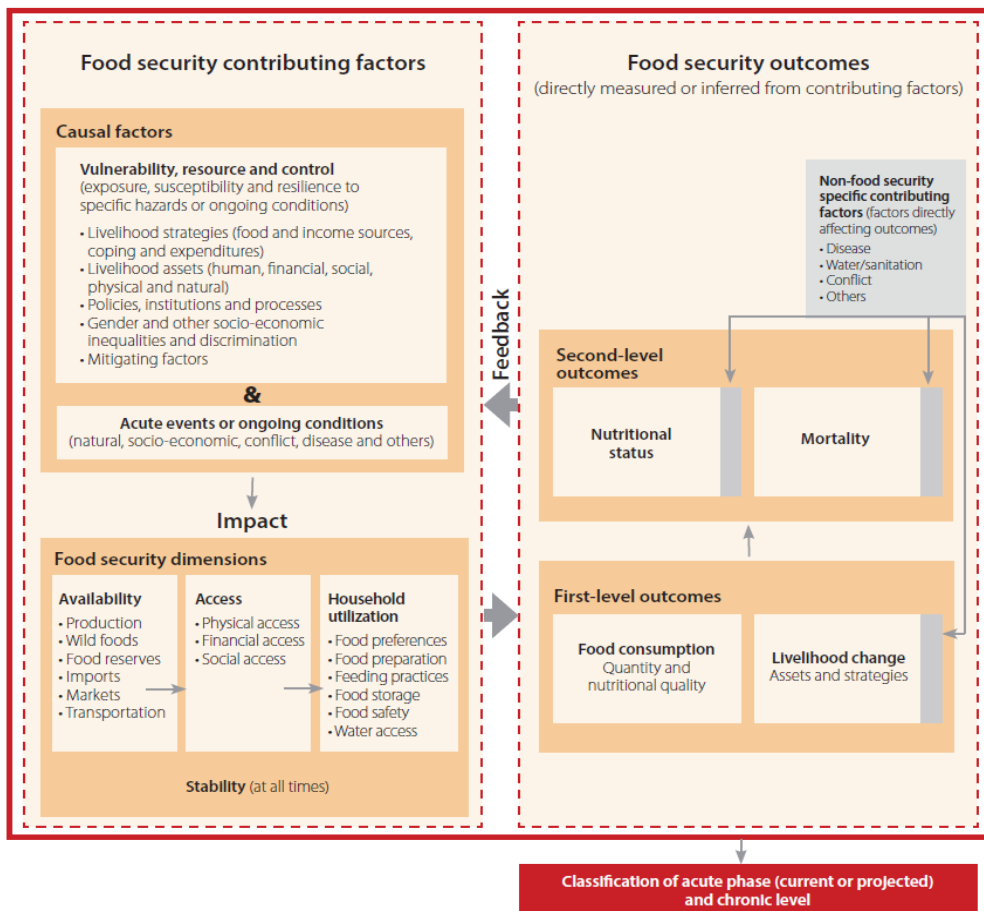 Food security contributing factors
Causal factors
Vulnerability, resource and control
(exposure, susceptibility and resilience to
specific hazards or ongoing conditions)
• Livelihood strategies (food and income sources,
coping and expenditures)
• Livelihood assets (human, financial, social,
physical and natural)
• Policies, institutions and processes
• Gender and other socio-economic
inequalities and discrimination
• Mitigating factors
&
Acute events or ongoing conditions
(natural, socio-economic, conflict, disease and others)
Impact
Food security dimensions
Availability
• Production
• Wild foods
• Food reserves
• Imports
• Markets
• Transportation
Access
• Physical access
• Financial access
• Social access
Household
utilization
• Food preferences
• Food preparation
• Feeding practices
• Food storage
• Food safety
• Water access
Stability (at all times)
Feedback
Food security outcomes
(directly measured or inferred from contributing factors)
Non-food security
specific contributing
factors (factors directly
affecting outcomes)
• Disease
• Water/sanitation
• Conflict
• Others
Second-level
outcomes
Nutritional
status
Mortality
First-level outcomes
Food consumption
Quantity and
nutritional quality
Livelihood change
Assets and strategies
Classification of acute phase (current or projected)
and chronic level